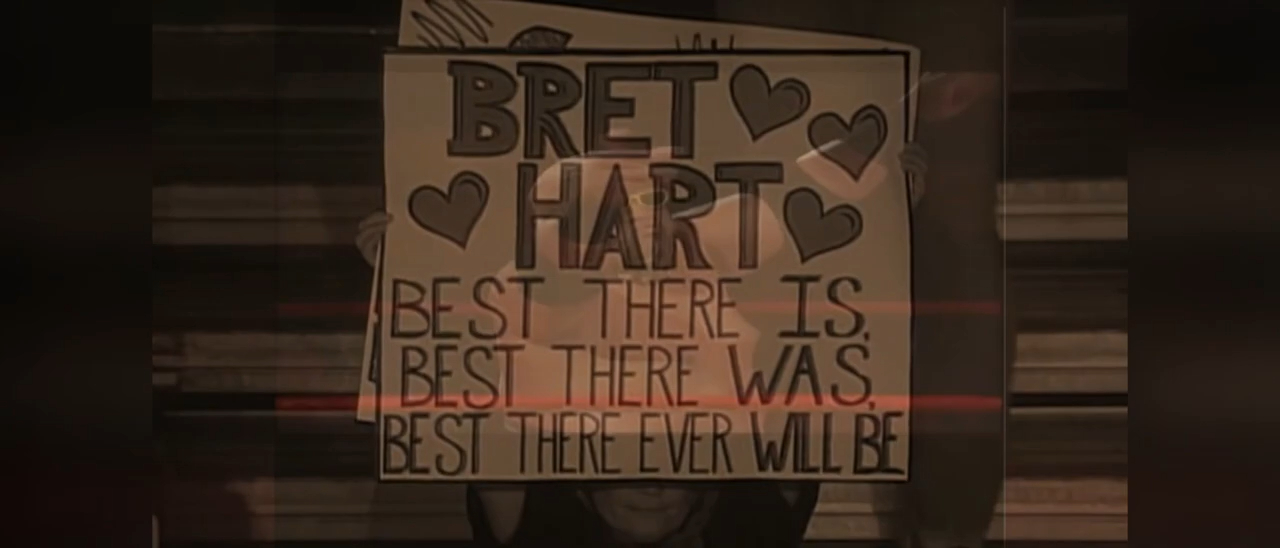 BRET
HART
BEST THERE IS,
BEST THERE WAS,
BEST THERE EVER WILL BE